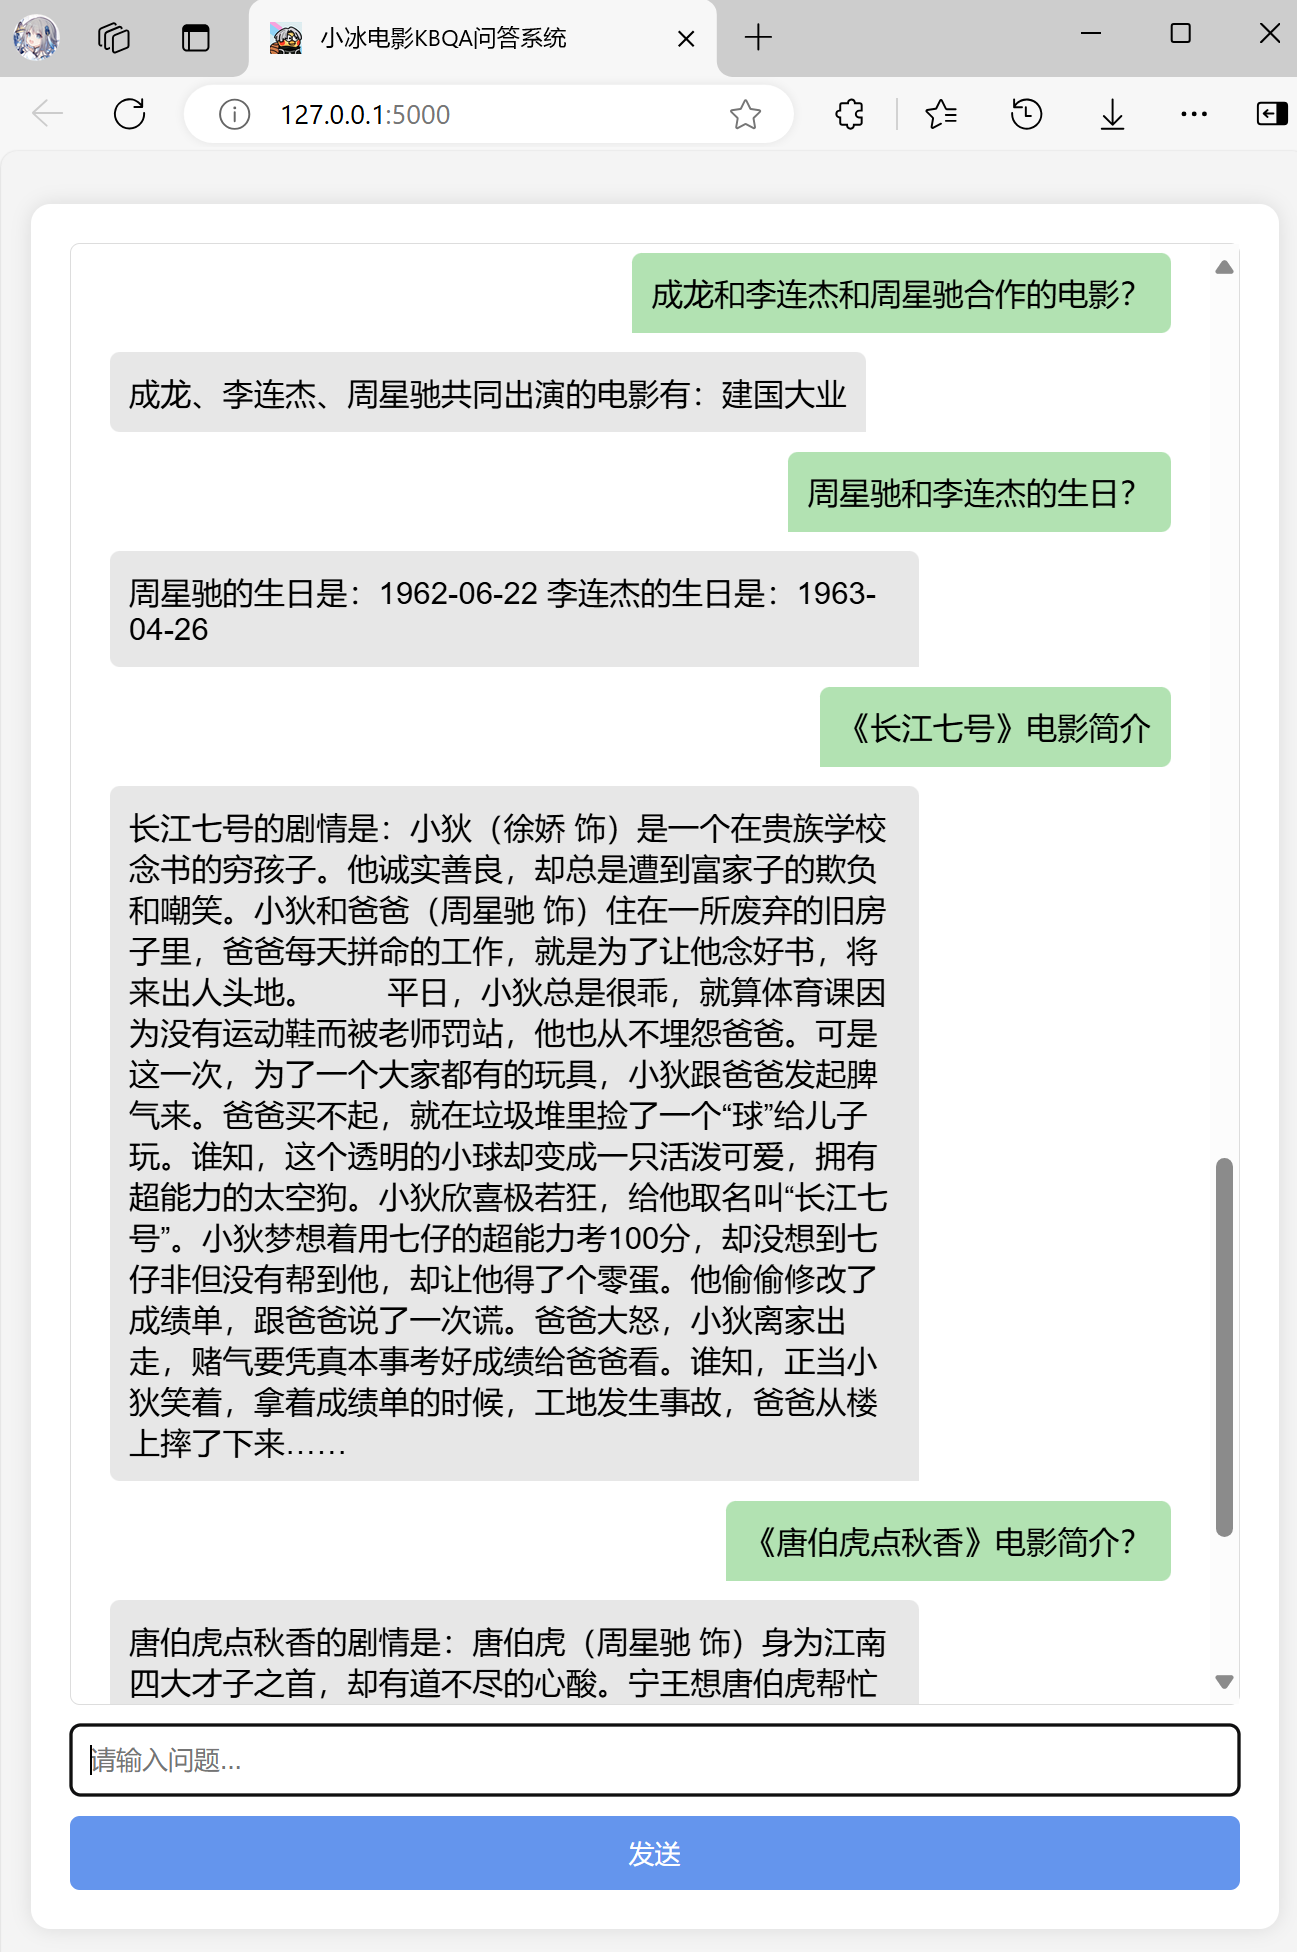 小冰电影KBQA问答系统
127.0.0.1:5000
成龙和李连杰和周星驰合作的电影？
成龙、李连杰、周星驰共同出演的电影有：建国大业
周星驰和李连杰的生日？
周星驰的生日是：1962-06-22 李连杰的生日是：1963-
04-26
《长江七号》电影简介
长江七号的剧情是：小狄（徐娇 饰）是一个在贵族学校
念书的穷孩子。他诚实善良，却总是遭到富家子的欺负
和嘲笑。小狄和爸爸（周星驰 饰）住在一所废弃的旧房
子里，爸爸每天拼命的工作，就是为了让他念好书，将
来出人头地。　　平日，小狄总是很乖，就算体育课因
为没有运动鞋而被老师罚站，他也从不埋怨爸爸。可是
这一次，为了一个大家都有的玩具，小狄跟爸爸发起脾
气来。爸爸买不起，就在垃圾堆里捡了一个“球”给儿子
玩。谁知，这个透明的小球却变成一只活泼可爱，拥有
超能力的太空狗。小狄欣喜极若狂，给他取名叫“长江七
号”。小狄梦想着用七仔的超能力考100分，却没想到七
仔非但没有帮到他，却让他得了个零蛋。他偷偷修改了
成绩单，跟爸爸说了一次谎。爸爸大怒，小狄离家出
走，赌气要凭真本事考好成绩给爸爸看。谁知，正当小
狄笑着，拿着成绩单的时候，工地发生事故，爸爸从楼
上摔了下来……
《唐伯虎点秋香》电影简介？
唐伯虎点秋香的剧情是：唐伯虎（周星驰 饰）身为江南
四大才子之首，却有道不尽的心酸。宁王想唐伯虎帮忙
请输入问题...
发送